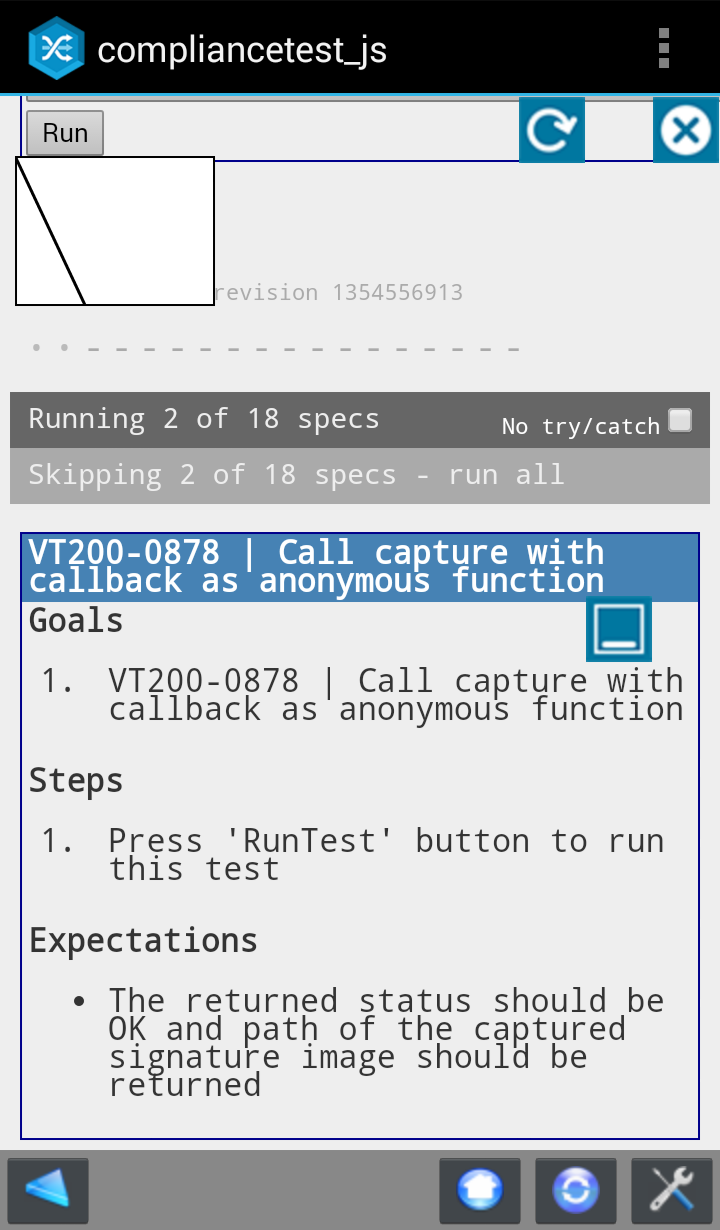 compliancetest_js
Run
revision 1354556913
Running 2 of 18 specs
No try/catch
Skipping 2 of 18 specs - run all
VT200-0878 | Call capture with
callback as anonymous function
Goals
1. VT200-0878 | Call capture with
callback as anonymous function
Steps
1. Press 'RunTest' button to run
this test
Expectations
• The returned status should be
OK and path of the captured
signature image should be
returned